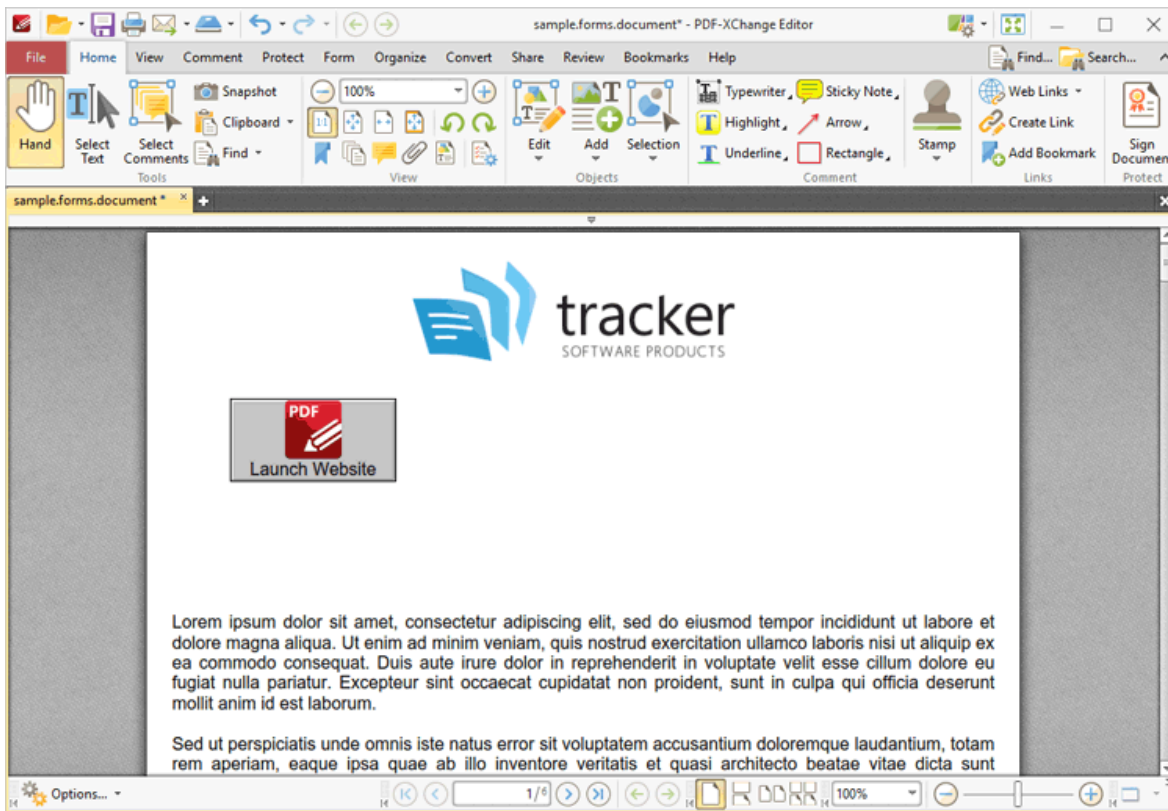 sample.forms.document* - PDF-XChange Editor
File Home View Comment Protect Form Organize Convert Share Review Bookmarks Help Find... Search...
Hand
Select Text
Select Comments
Snapshot
Clipboard
Find
Tools
100%
1:1
View
Edit
Add
Selection
Objects
Typewriter Sticky Note
Highlight Arrow
Underline Rectangle
Stamp
Comment
Web Links
Create Link
Add Bookmark
Links
Sign
Documen
Protect
sample.forms.document *
tracker
SOFTWARE PRODUCTS
PDF
Launch Website
Lorem ipsum dolor sit amet, consectetur adipiscing elit, sed do eiusmod tempor incididunt ut labore et
dolore magna aliqua. Ut enim ad minim veniam, quis nostrud exercitation ullamco laboris nisi ut aliquip ex
ea commodo consequat. Duis aute irure dolor in reprehenderit in voluptate velit esse cillum dolore eu
fugiat nulla pariatur. Excepteur sint occaecat cupidatat non proident, sunt in culpa qui officia deserunt
mollit anim id est laborum.
Sed ut perspiciatis unde omnis iste natus error sit voluptatem accusantium doloremque laudantium, totam
rem aperiam, eaque ipsa quae ab illo inventore veritatis et quasi architecto beatae vitae dicta sunt
Options... 1/6 100%